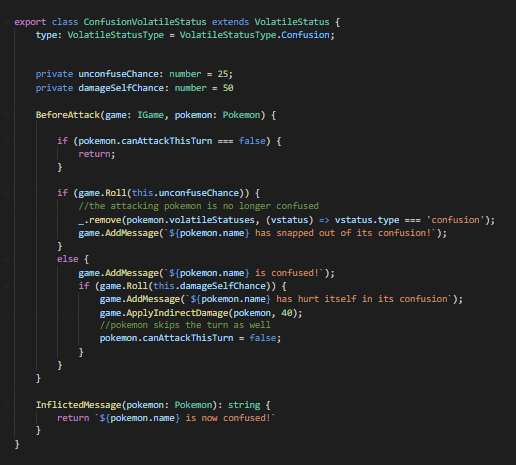 export class ConfusionVolatileStatus extends VolatileStatus {
type: VolatileStatusType = VolatileStatusType.Confusion;
private unconfuseChance: number = 25;
private damageSelfChance: number = 50
BeforeAttack(game: IGame, pokemon: Pokemon) {
if (pokemon.canAttackThisTurn === false) {
return;
}
if (game.Roll(this.unconfuseChance)) {
//the attacking pokemon is no longer confused
_.remove(pokemon.volatileStatuses, (vstatus) => vstatus.type === 'confusion');
game.AddMessage(`${pokemon.name} has snapped out of its confusion!`);
}
else {
game.AddMessage(`${pokemon.name} is confused!`);
if (game.Roll(this.damageSelfChance)) {
game.AddMessage(`${pokemon.name} has hurt itself in its confusion`);
game.ApplyIndirectDamage(pokemon, 40);
//pokemon skips the turn as well
pokemon.canAttackThisTurn = false;
}
}
}
InflictedMessage(pokemon: Pokemon): string {
return `${pokemon.name} is now confused!`
}
}